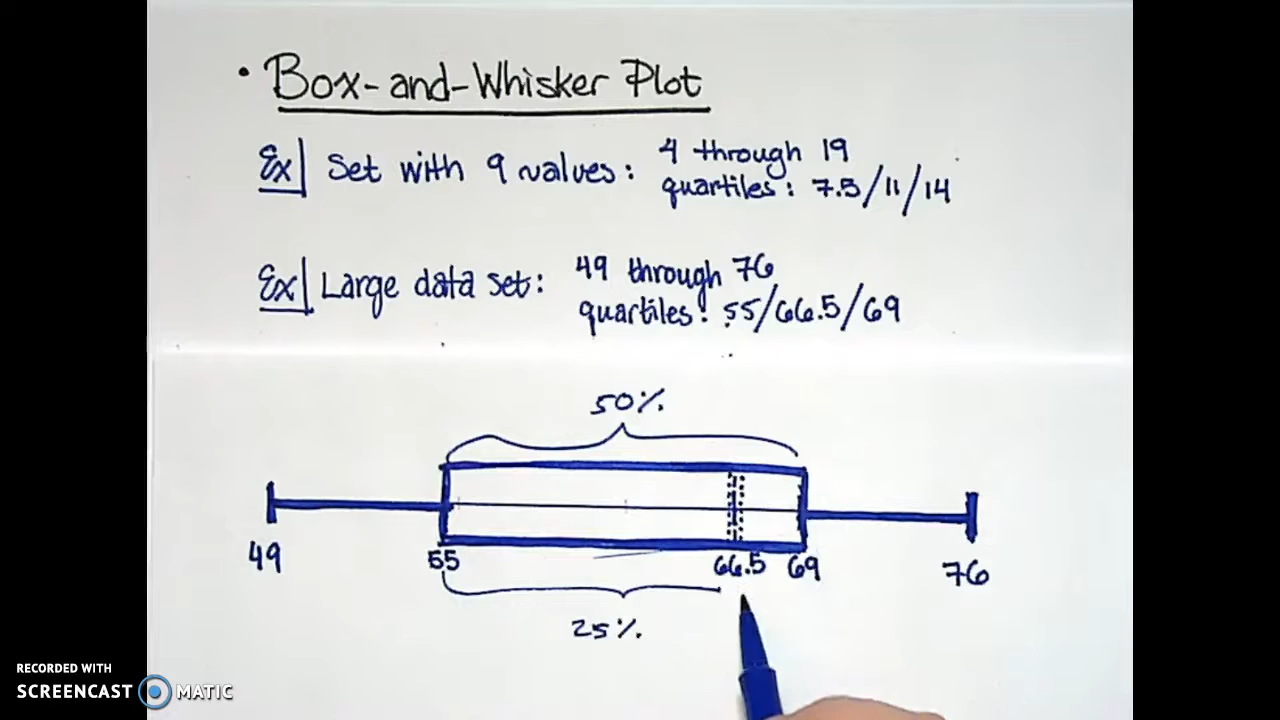 • Box-and-Whisker Plot
Ex| Set with 9 values: 4 through 19
quartiles: 7.5/11/14
Ex| Large data set: 49 through 76
quartiles: 55/66.5/69
50%
49 55 66.5 69 76
25%
RECORDED WITH
SCREENCAST MATIC